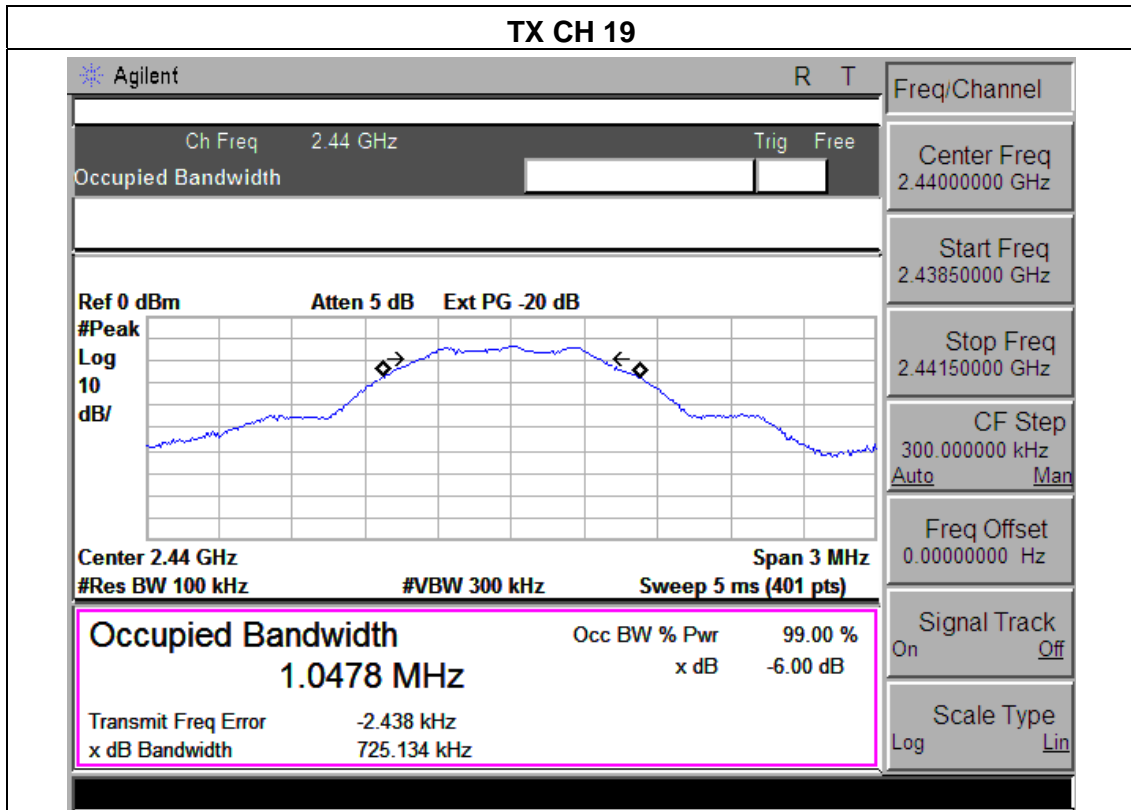 TX CH 19
Agilent R T
Ch Freq 2.44 GHz Trig Free
Occupied Bandwidth
Ref 0 dBm Atten 5 dB Ext PG -20 dB
#Peak
Log
10
dB/
Center 2.44 GHz Span 3 MHz
#Res BW 100 kHz #VBW 300 kHz Sweep 5 ms (401 pts)
Occupied Bandwidth Occ BW % Pwr 99.00 %
1.0478 MHz x dB -6.00 dB
Transmit Freq Error -2.438 kHz
x dB Bandwidth 725.134 kHz
Freq/Channel
Center Freq
2.44000000 GHz
Start Freq
2.43850000 GHz
Stop Freq
2.44150000 GHz
CF Step
300.000000 kHz
Auto Man
Freq Offset
0.00000000 Hz
Signal Track
On Off
Scale Type
Log Lin